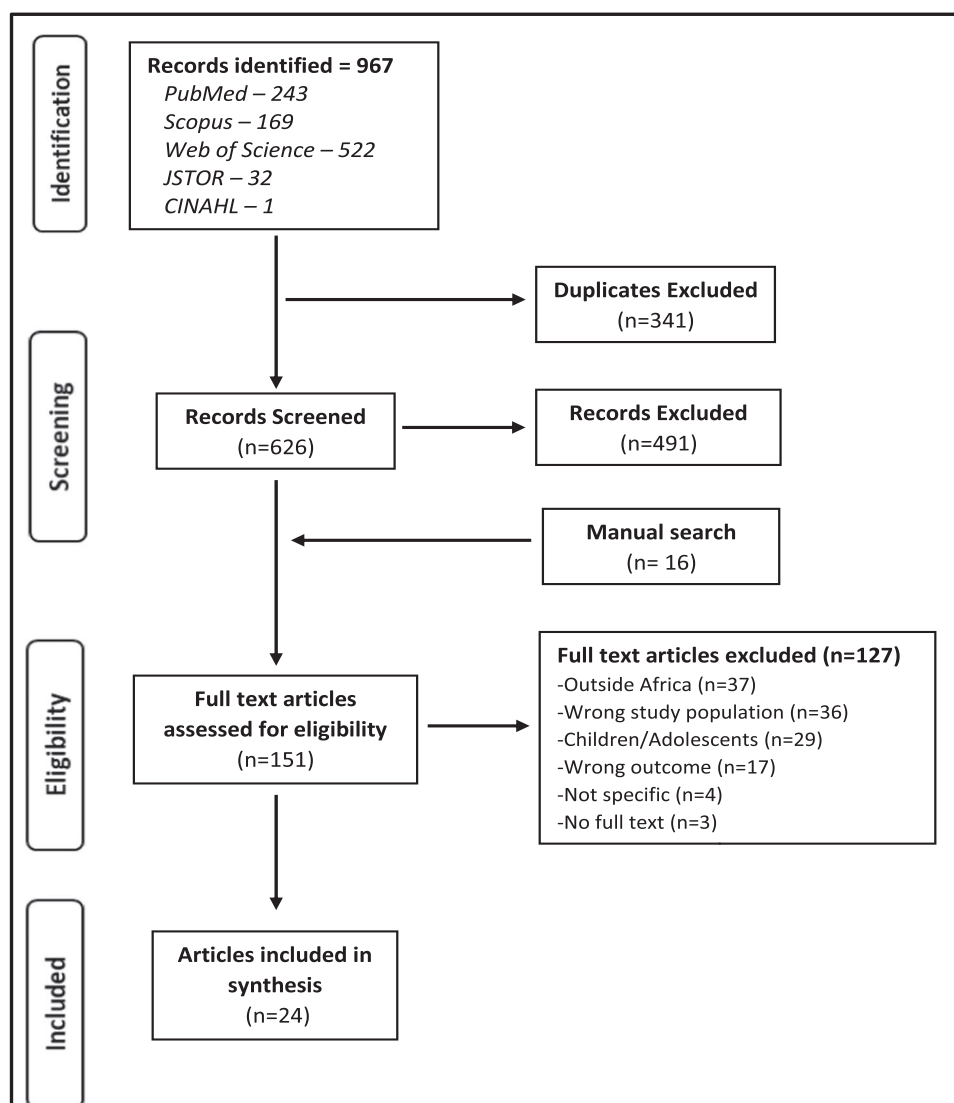 Identification
Records identified = 967
PubMed – 243
Scopus – 169
Web of Science – 522
JSTOR – 32
CINAHL – 1
Duplicates Excluded
(n=341)
Screening
Records Screened
(n=626)
Records Excluded
(n=491)
Manual search
(n= 16)
Eligibility
Full text articles
assessed for eligibility
(n=151)
Full text articles excluded (n=127)
-Outside Africa (n=37)
-Wrong study population (n=36)
-Children/Adolescents (n=29)
-Wrong outcome (n=17)
-Not specific (n=4)
-No full text (n=3)
Included
Articles included in
synthesis
(n=24)